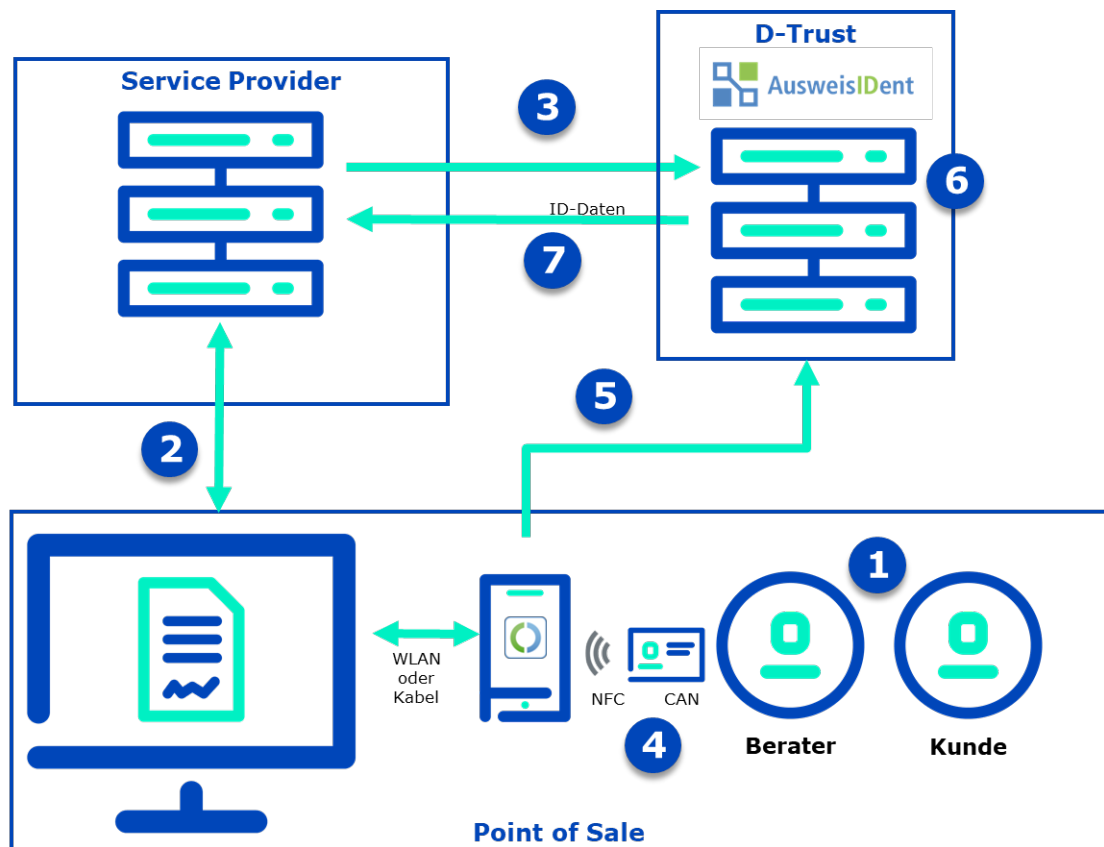 D-Trust
AusweisIDent
Service Provider
3
6
ID-Daten
7
5
2
1
WLAN
oder
Kabel
NFC
CAN
4
Berater
Kunde
Point of Sale